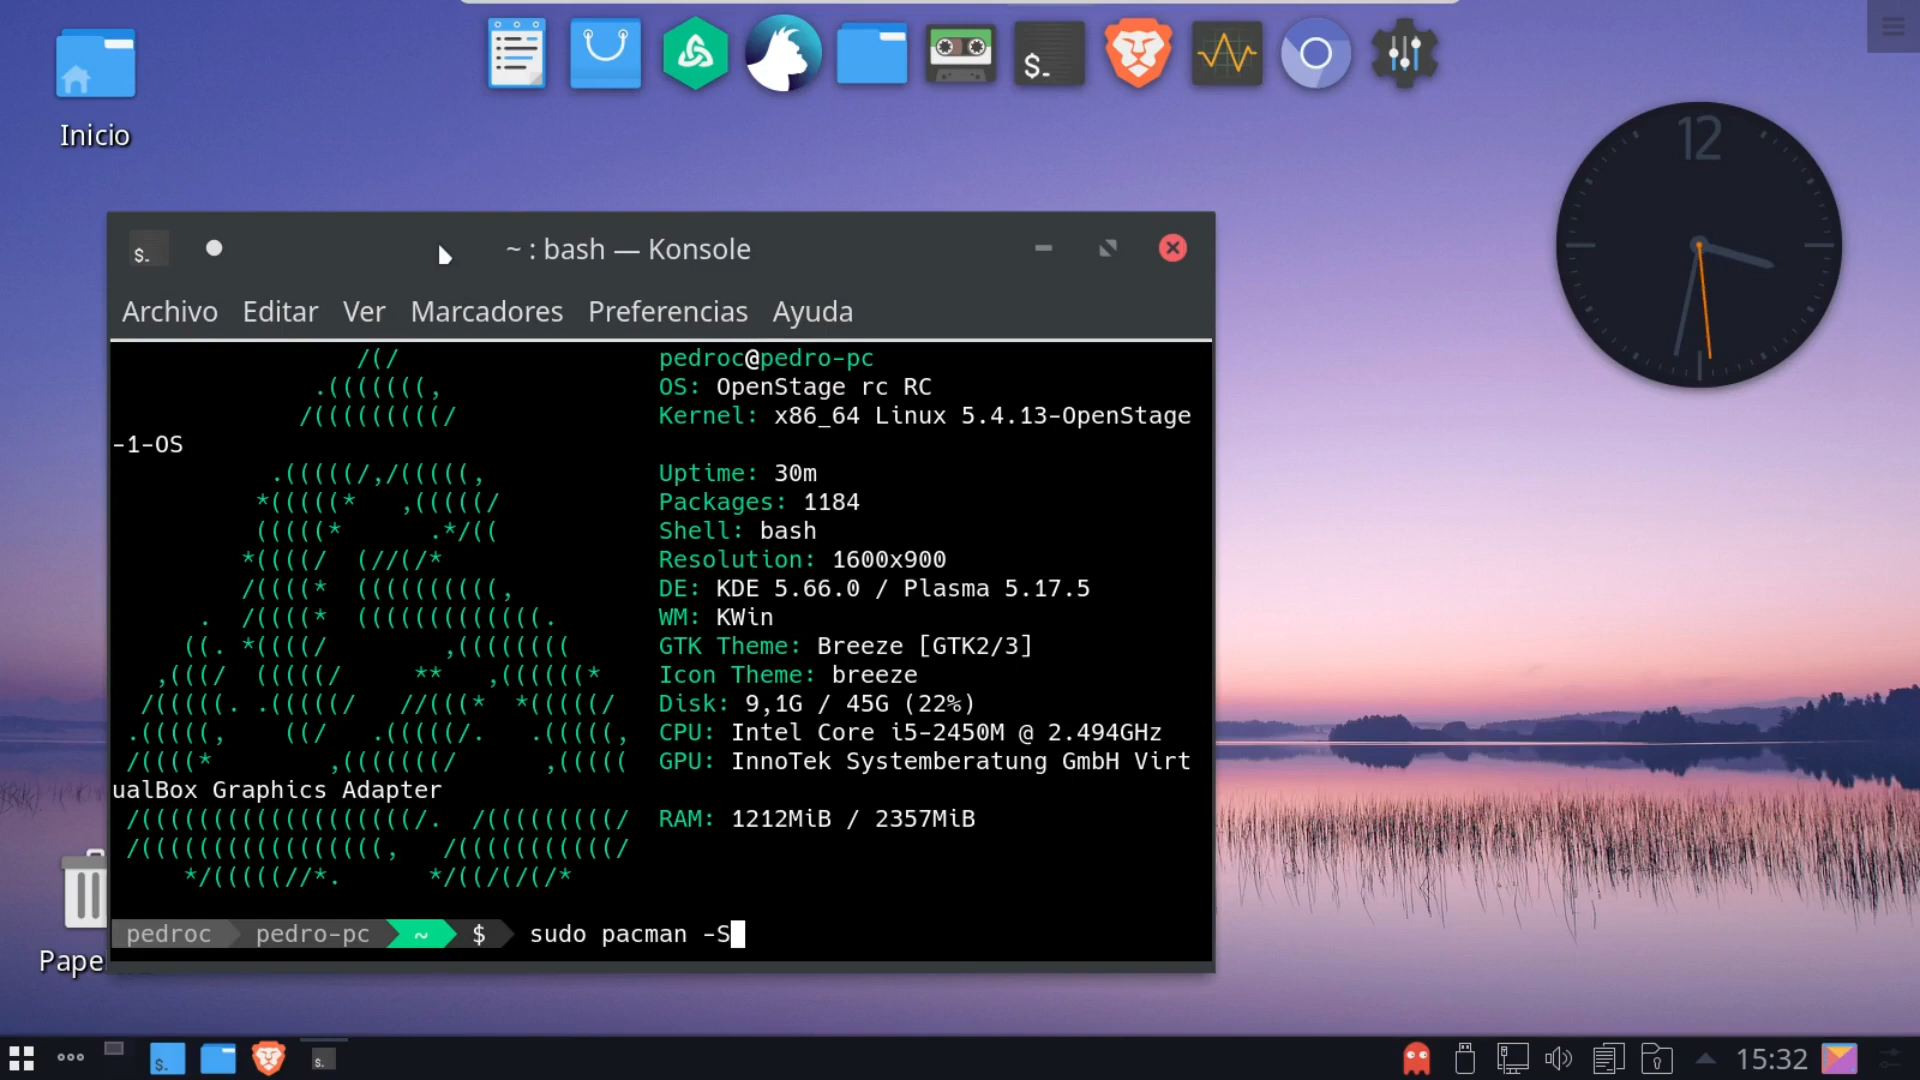 Inicio
12
~ : bash — Konsole
Archivo Editar Ver Marcadores Preferencias Ayuda
pedroc@pedro-pc
OS: OpenStage rc RC
Kernel: x86_64 Linux 5.4.13-OpenStage
-1-OS
Uptime: 30m
Packages: 1184
Shell: bash
Resolution: 1600x900
DE: KDE 5.66.0 / Plasma 5.17.5
WM: KWin
GTK Theme: Breeze [GTK2/3]
Icon Theme: breeze
Disk: 9,1G / 45G (22%)
CPU: Intel Core i5-2450M @ 2.494GHz
GPU: InnoTek Systemberatung GmbH Virt
ualBox Graphics Adapter
RAM: 1212MiB / 2357MiB
pedroc pedro-pc ~ $ sudo pacman -S
Pape
15:32